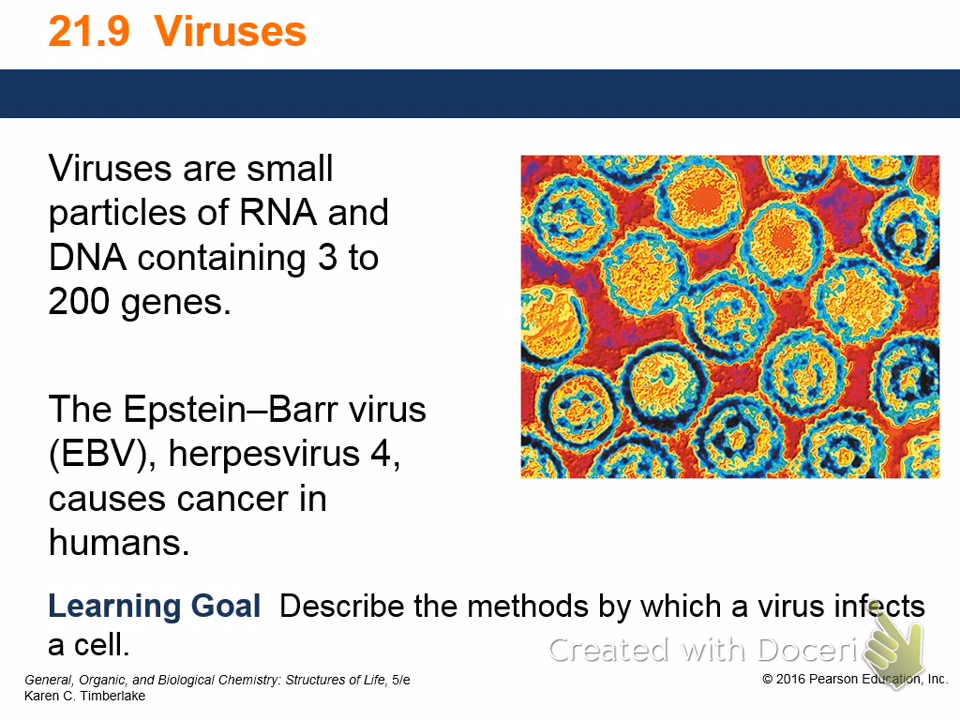 21.9 Viruses
Viruses are small
particles of RNA and
DNA containing 3 to
200 genes.
The Epstein–Barr virus
(EBV), herpesvirus 4,
causes cancer in
humans.
Learning Goal Describe the methods by which a virus infects
a cell.
Created with Doceri
General, Organic, and Biological Chemistry: Structures of Life, 5/e
Karen C. Timberlake
© 2016 Pearson Education, Inc.